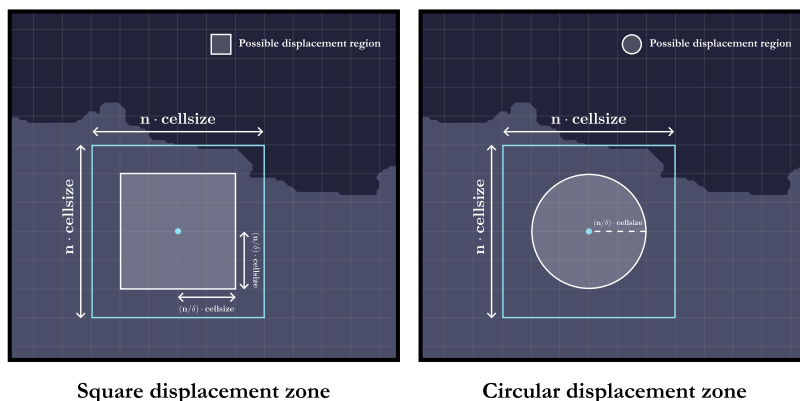 Possible displacement region
n · cellsize
n · cellsize
(n/δ) · cellsize
(n/δ) · cellsize
Square displacement zone
Possible displacement region
n · cellsize
n · cellsize
(n/δ) · cellsize
Circular displacement zone